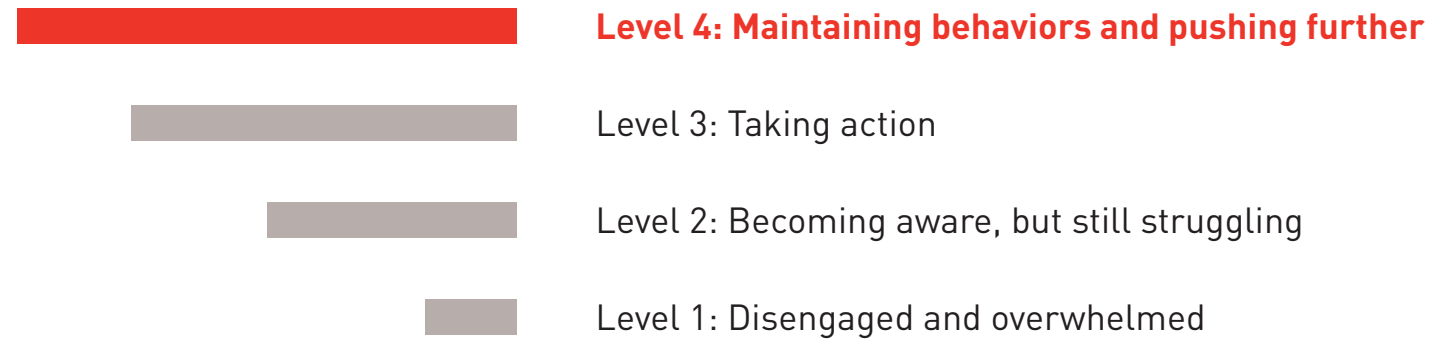 Level 4: Maintaining behaviors and pushing further
Level 3: Taking action
Level 2: Becoming aware, but still struggling
Level 1: Disengaged and overwhelmed